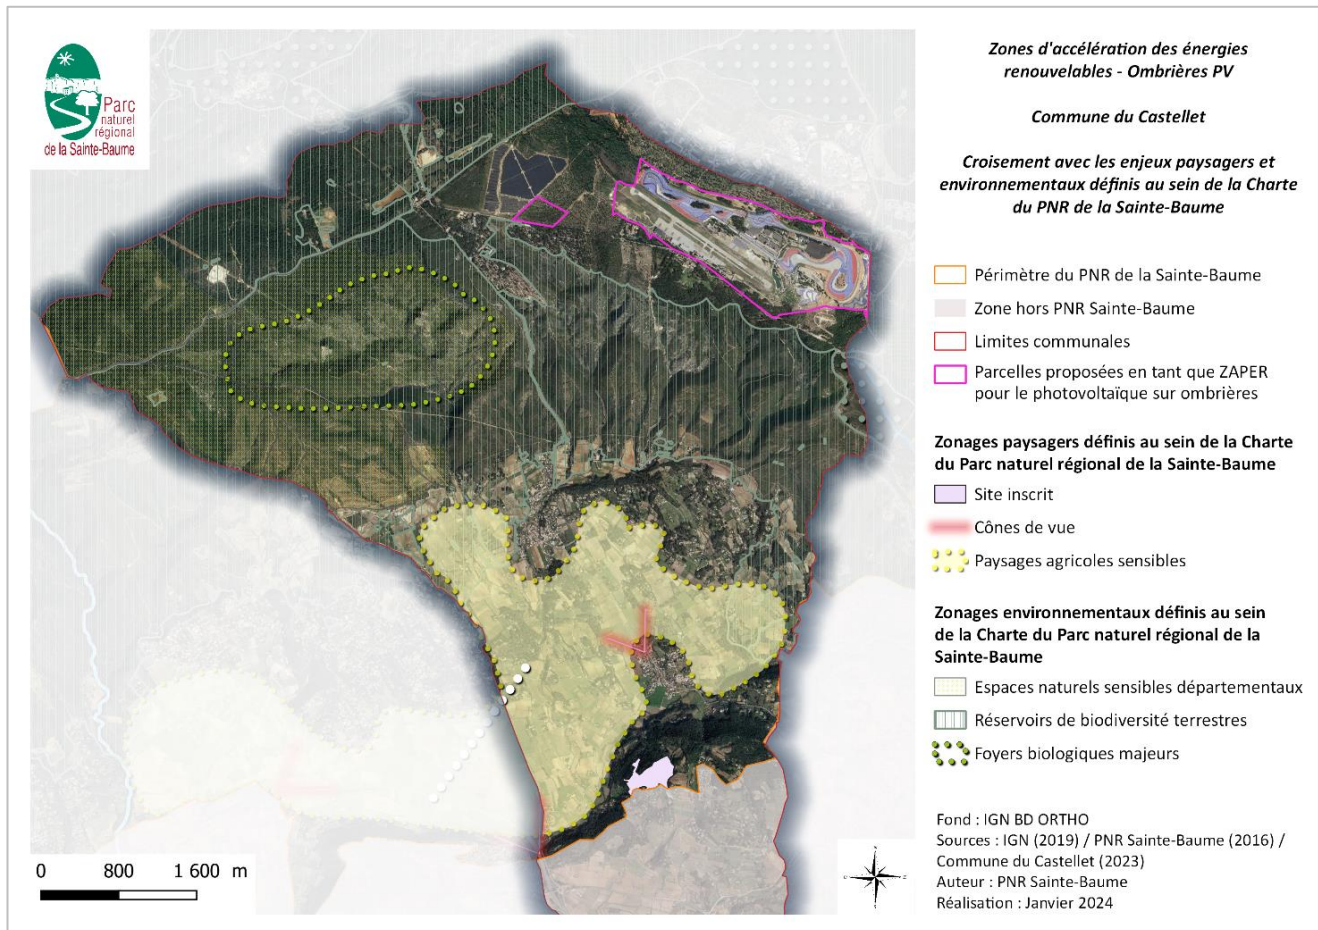 Parc
naturel
régional
de la Sainte-Baume
Zones d'accélération des énergies
renouvelables - Ombrières PV
Commune du Castellet
Croisement avec les enjeux paysagers et
environnementaux définis au sein de la Charte
du PNR de la Sainte-Baume
Périmètre du PNR de la Sainte-Baume
Zone hors PNR Sainte-Baume
Limites communales
Parcelles proposées en tant que ZAPER
pour le photovoltaïque sur ombrières
Zonages paysagers définis au sein de la Charte
du Parc naturel régional de la Sainte-Baume
Site inscrit
Cônes de vue
Paysages agricoles sensibles
Zonages environnementaux définis au sein
de la Charte du Parc naturel régional de la
Sainte-Baume
Espaces naturels sensibles départementaux
Réservoirs de biodiversité terrestres
Foyers biologiques majeurs
Fond : IGN BD ORTHO
Sources : IGN (2019) / PNR Sainte-Baume (2016) /
Commune du Castellet (2023)
Auteur : PNR Sainte-Baume
Réalisation : Janvier 2024
0 800 1 600 m